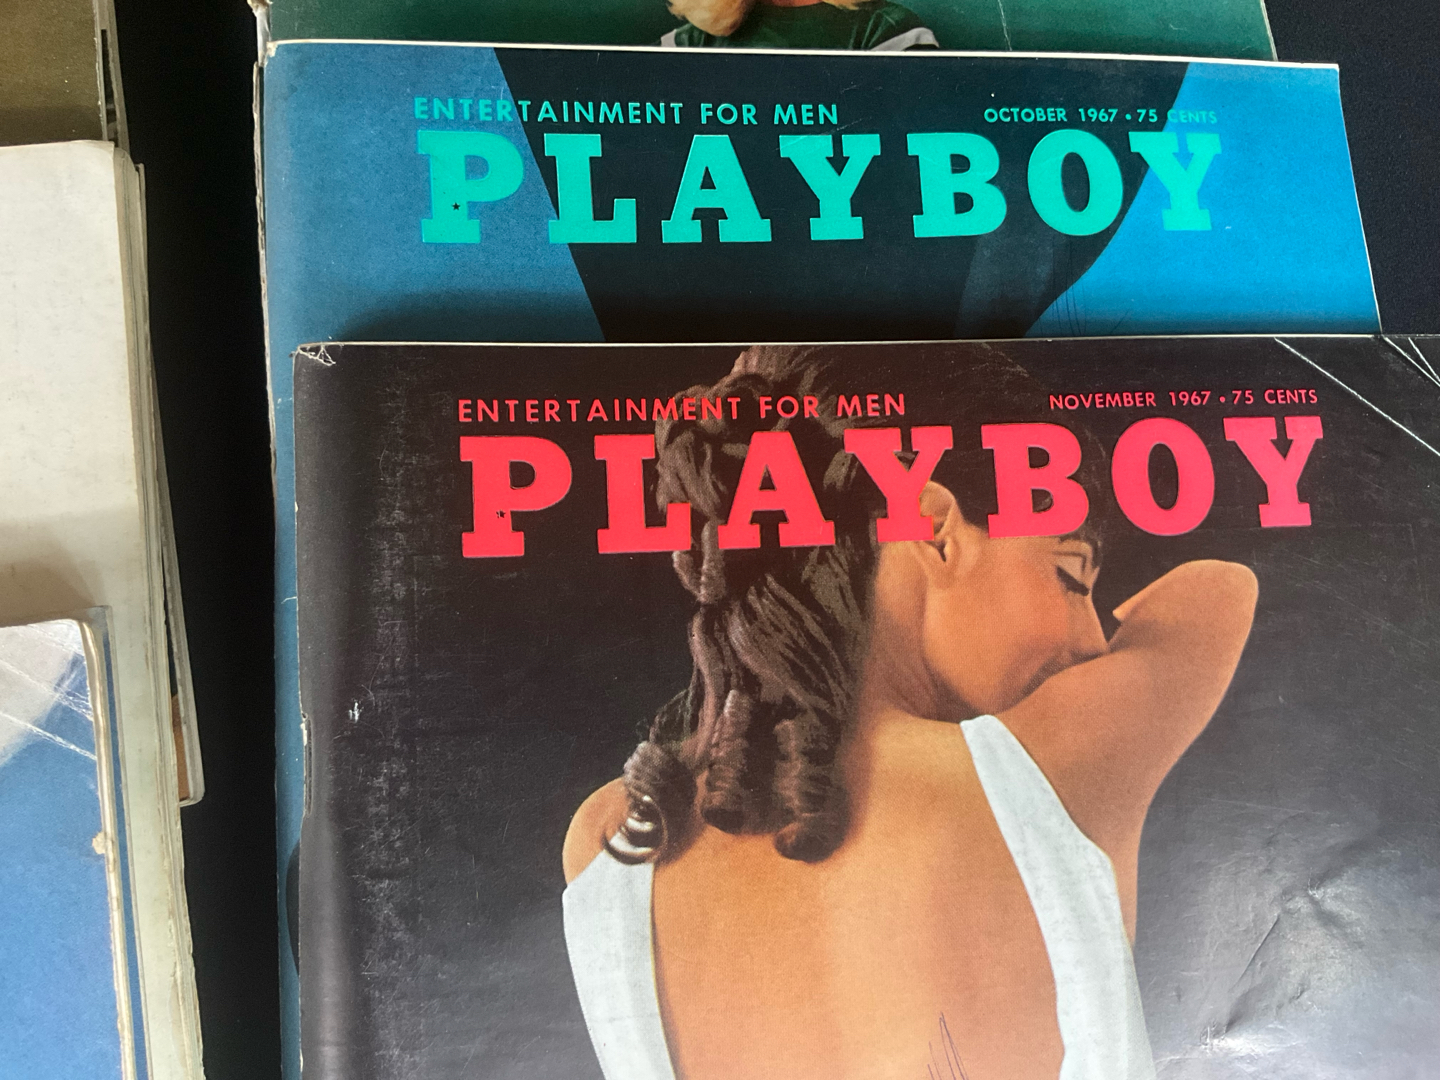 ENTERTAINMENT FOR MEN OCTOBER 1967 • 75 CENTS
PLAYBOY
ENTERTAINMENT FOR MEN NOVEMBER 1967 • 75 CENTS
PLAYBOY